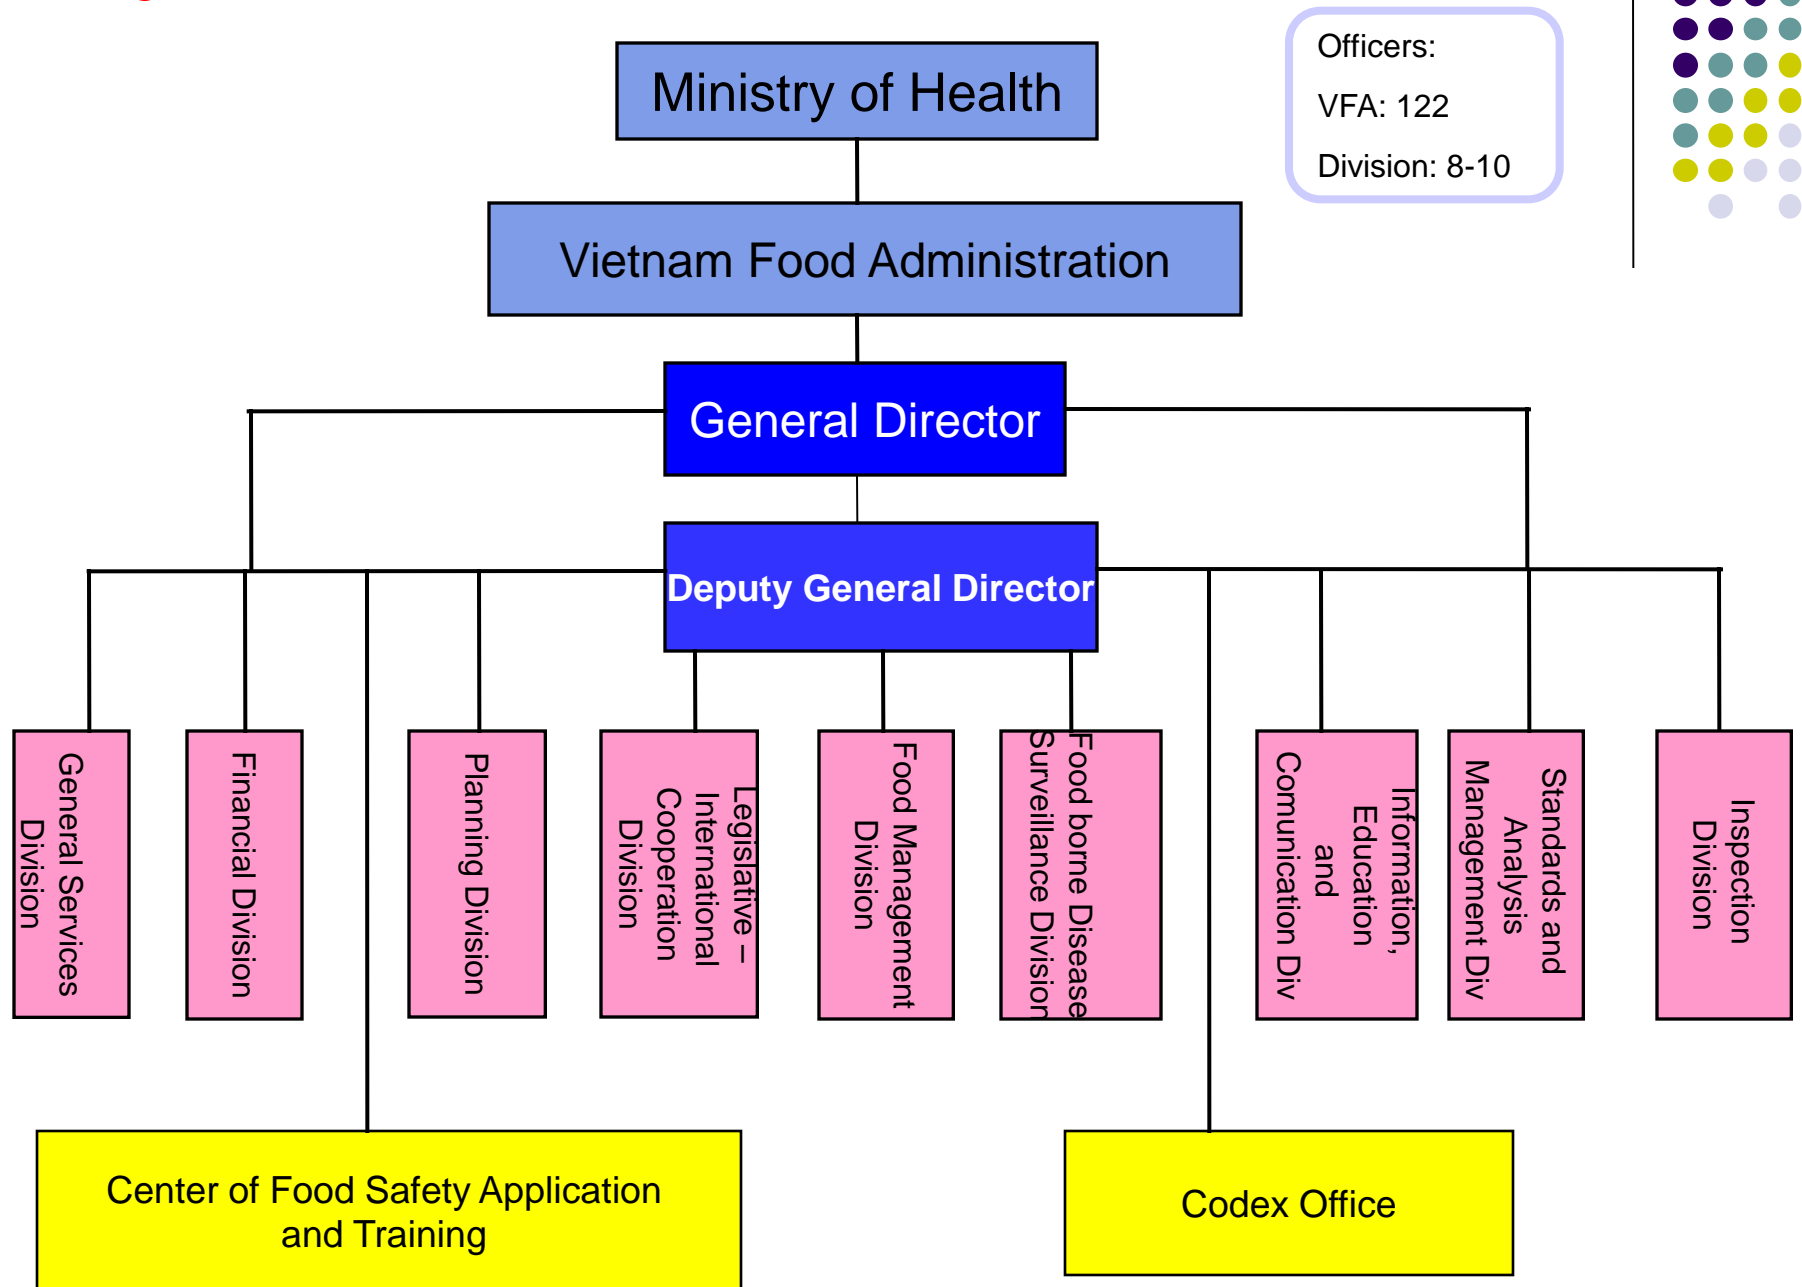 Officers:
VFA: 122
Division: 8-10
Ministry of Health
Vietnam Food Administration
General Director
Deputy General Director
General Services
Division
Financial Division
Planning Division
Legislative –
International
Cooperation
Division
Food Management
Division
Food borne Disease
Surveillance Division
Information,
Education
and
Comunication Div
Standards and
Analysis
Management Div
Inspection
Division
Center of Food Safety Application
and Training
Codex Office